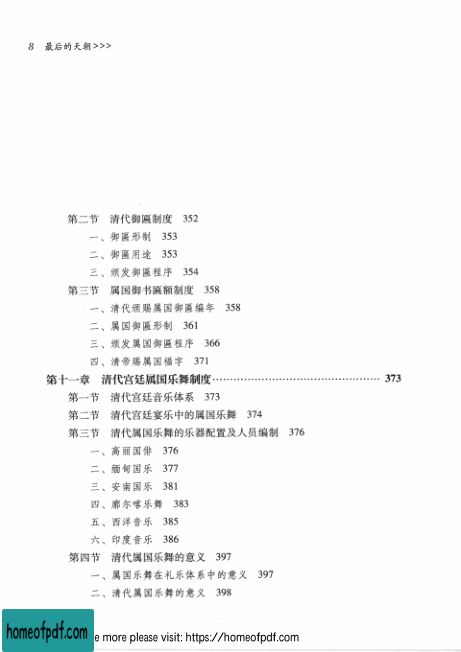 8 最后的天朝>>>
第二节 清代御匾制度 352
一、御匾形制 353
二、御匾用途 353
三、颁发御匾程序 354
第三节 属国御书匾额制度 358
一、清代颁赐属国御匾编年 358
二、属国御匾形制 361
三、颁发属国御匾程序 366
四、清帝赐属国福字 371
第十一章 清代宫廷属国乐舞制度 ······ 373
第一节 清代宫廷音乐体系 373
第二节 清代宫廷宴乐中的属国乐舞 374
第三节 清代属国乐舞的乐器配置及人员编制 376
一、高丽国俳 376
二、缅甸国乐 377
三、安南国乐 381
四、廓尔喀乐舞 383
五、西洋音乐 385
六、印度音乐 386
第四节 清代属国乐舞的意义 397
一、属国乐舞在礼乐体系中的意义 397
二、清代属国乐舞的意义 398
homeofpdf.com
e more please visit: https://homeofpdf.com